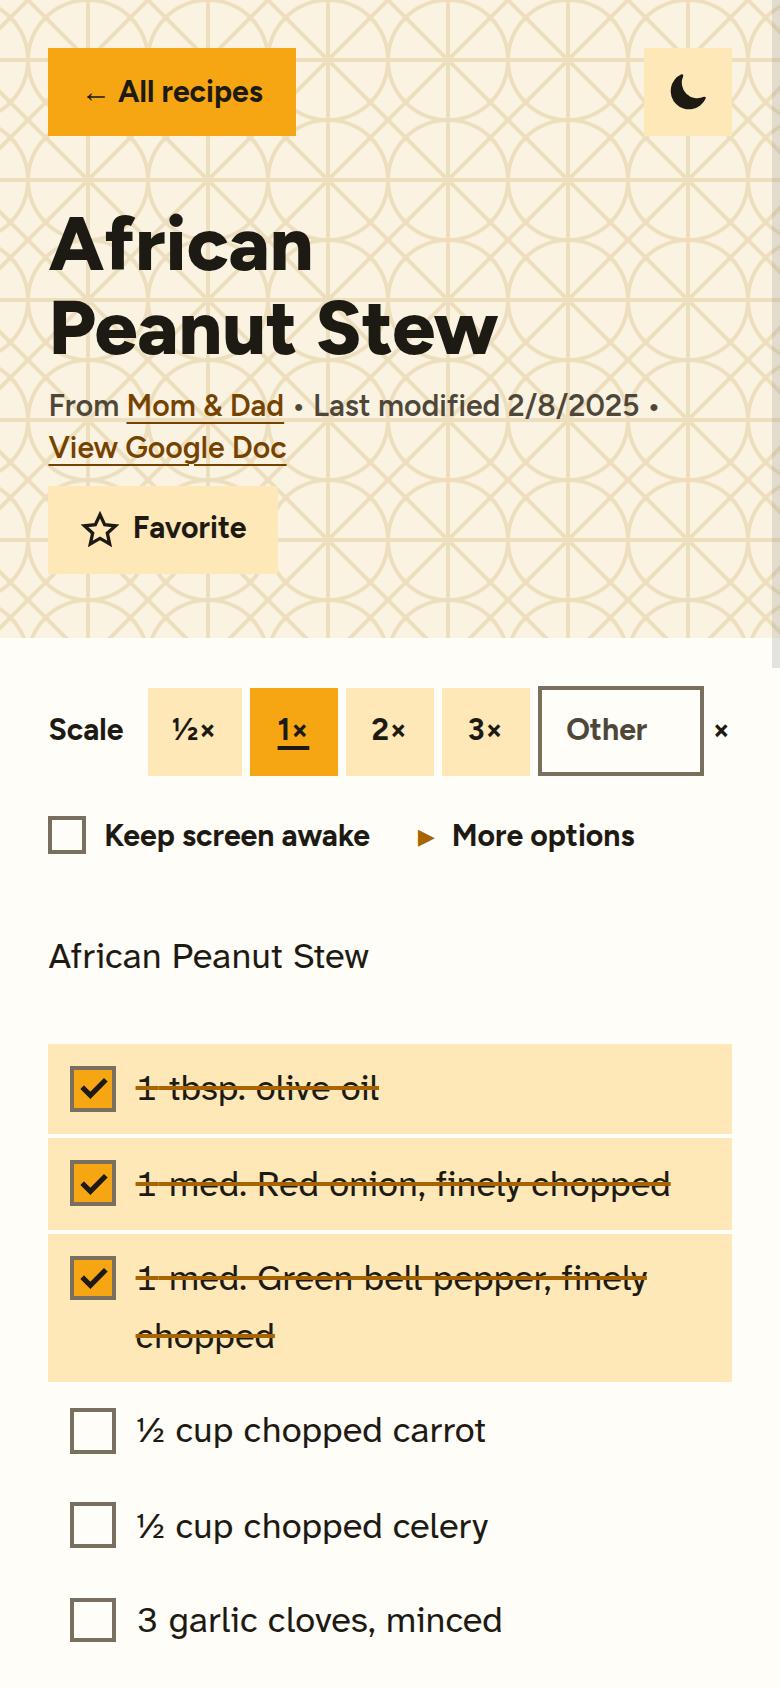 ← All recipes
African
Peanut Stew
From Mom & Dad • Last modified 2/8/2025 •
View Google Doc
Favorite
Scale ½× 1× 2× 3× Other ×
Keep screen awake ▶ More options
African Peanut Stew
1 tbsp. olive oil
1 med. Red onion, finely chopped
1 med. Green bell pepper, finely
chopped
½ cup chopped carrot
½ cup chopped celery
3 garlic cloves, minced